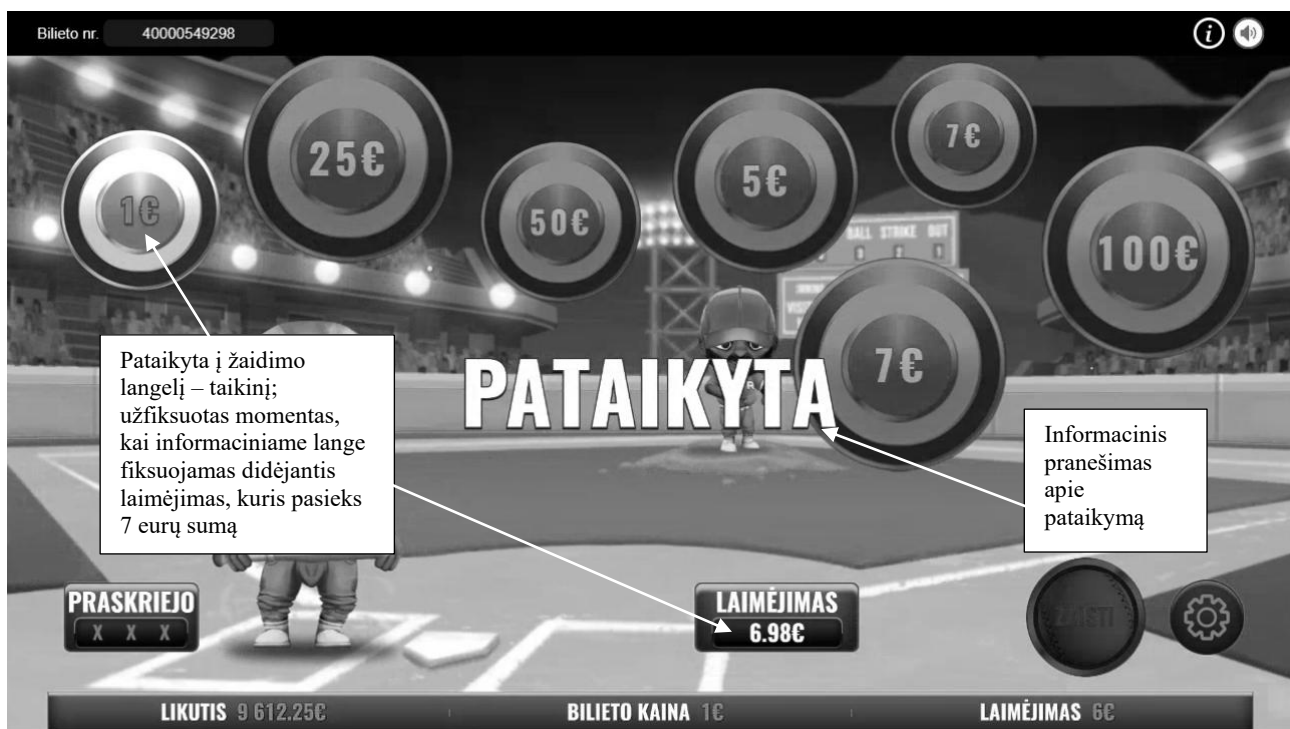 Bilieto nr. 40000549298
i
25€
7€
5€
1€
50€
BALL STRIKE OUT
100€
7€
Pataikyta į žaidimo
langelį – taikinį;
užfiksuotas momentas,
kai informaciniame lange
fiksuojamas didėjantis
laimėjimas, kuris pasieks
7 eurų sumą
PATAIKYTA
Informacinis
pranešimas
apie
pataikymą
PRASKRIEJO
X X X
LAIMĖJIMAS
6.98€
ŽAISTI
LIKUTIS 9 612.25€
BILIETO KAINA 1€
LAIMĖJIMAS 6€